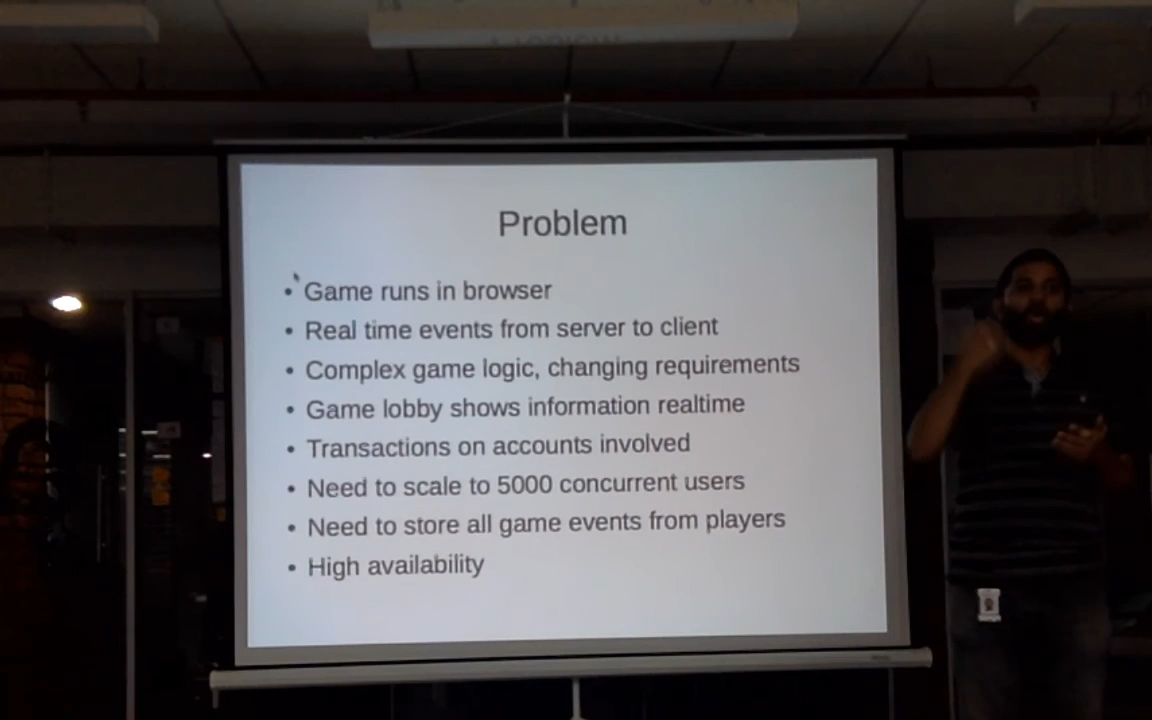 Problem
• Game runs in browser
• Real time events from server to client
• Complex game logic, changing requirements
• Game lobby shows information realtime
• Transactions on accounts involved
• Need to scale to 5000 concurrent users
• Need to store all game events from players
• High availability